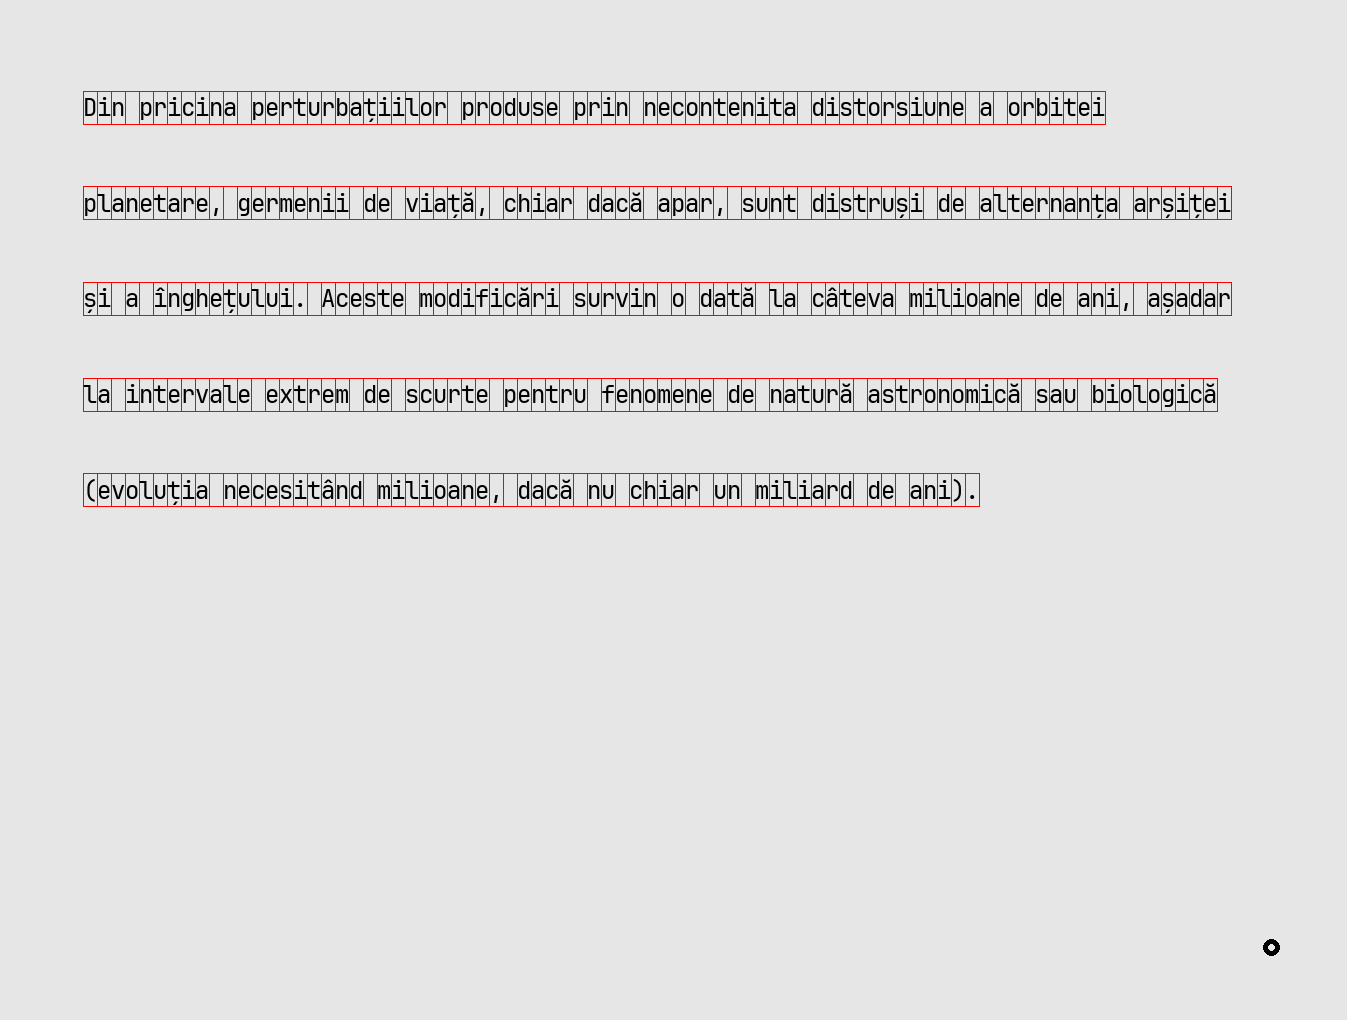 Din pricina perturbațiilor produse prin necontenita distorsiune a orbitei
planetare, germenii de viață, chiar dacă apar, sunt distruși de alternanța arșiței
și a înghețului. Aceste modificări survin o dată la câteva milioane de ani, așadar
la intervale extrem de scurte pentru fenomene de natură astronomică sau biologică
(evoluția necesitând milioane, dacă nu chiar un miliard de ani).